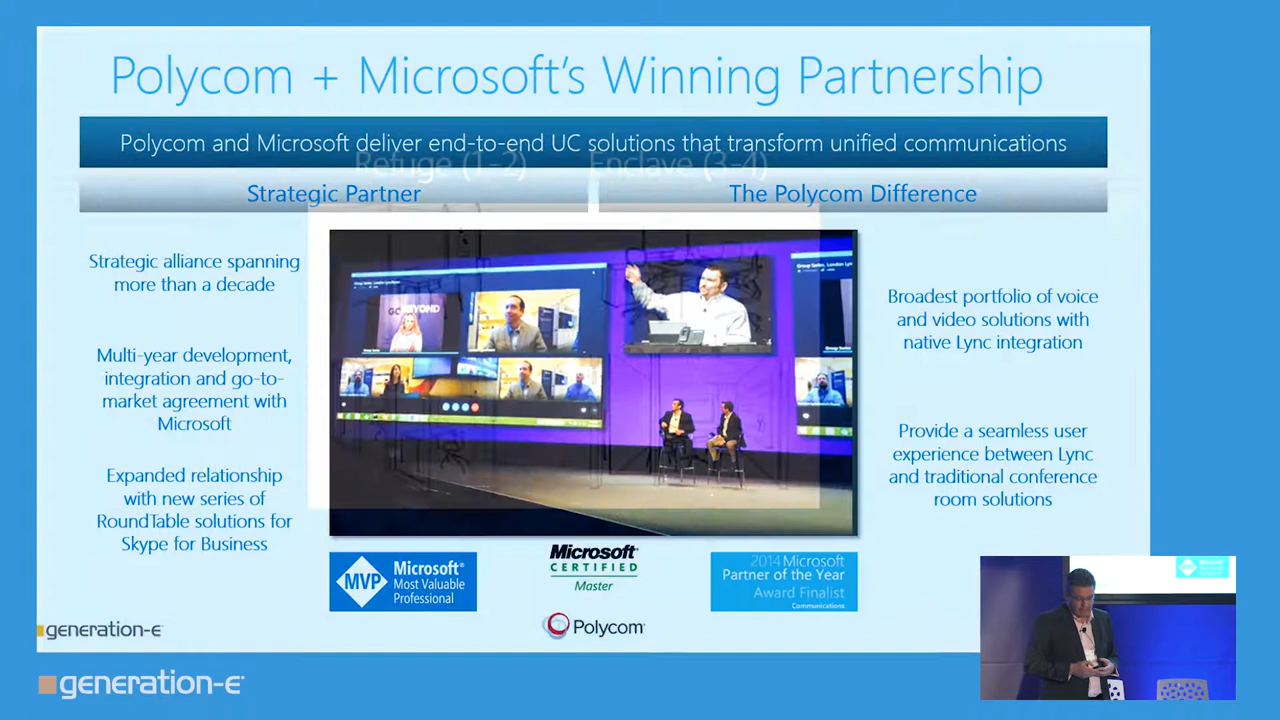 Polycom + Microsoft's Winning Partnership
Polycom and Microsoft deliver end-to-end UC solutions that transform unified communications
Refuge (1-2)
Enclave (3-4)
Strategic Partner
The Polycom Difference
Strategic alliance spanning
more than a decade
Multi-year development,
integration and go-to-
market agreement with
Microsoft
Expanded relationship
with new series of
RoundTable solutions for
Skype for Business
Broadest portfolio of voice
and video solutions with
native Lync integration
Provide a seamless user
experience between Lync
and traditional conference
room solutions
MVP
Microsoft®
Most Valuable
Professional
Microsoft®
CERTIFIED
Master
2014 Microsoft
Partner of the Year
Award Finalist
Communications
Polycom
generation-e
generation-e